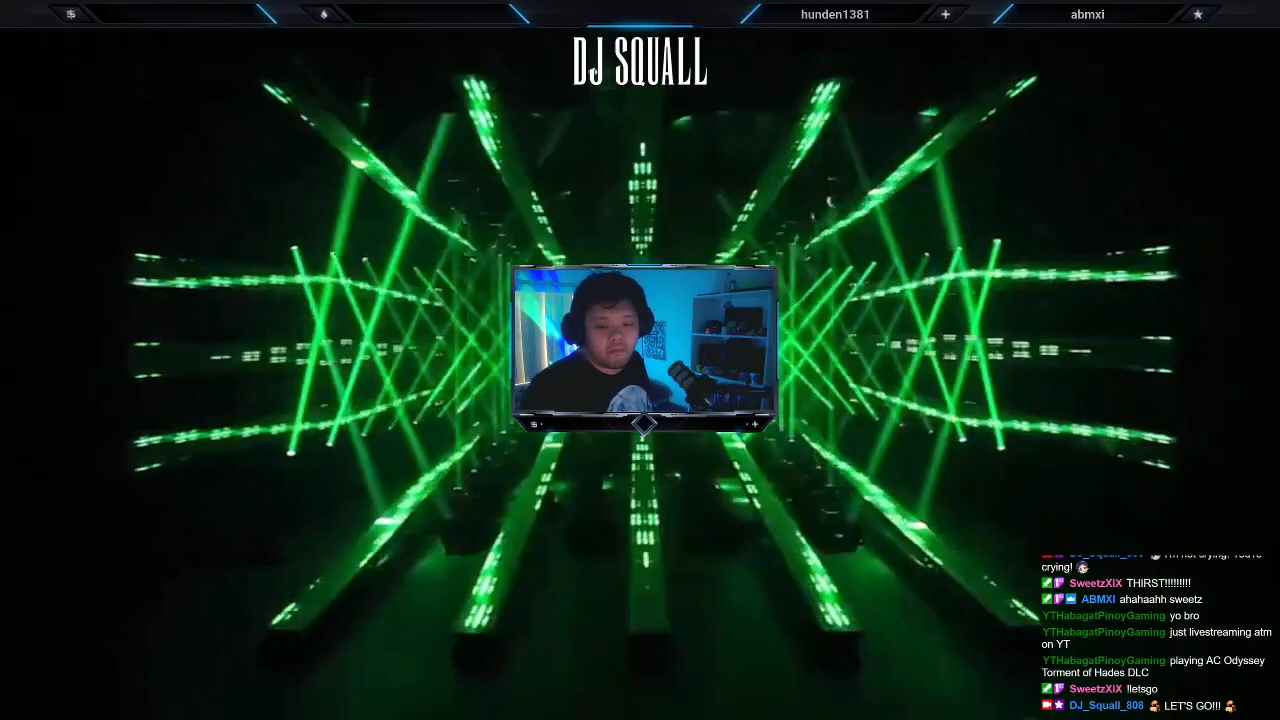 hunden1381
abmxi
DJ SQUALL
crying!
SweetzXIX THIRST!!!!!!!!!
ABMXI ahahaahh sweetz
YTHabagatPinoyGaming yo bro
YTHabagatPinoyGaming just livestreaming atm
on YT
YTHabagatPinoyGaming playing AC Odyssey
Torment of Hades DLC
SweetzXIX !letsgo
DJ_Squall_808 LET'S GO!!!